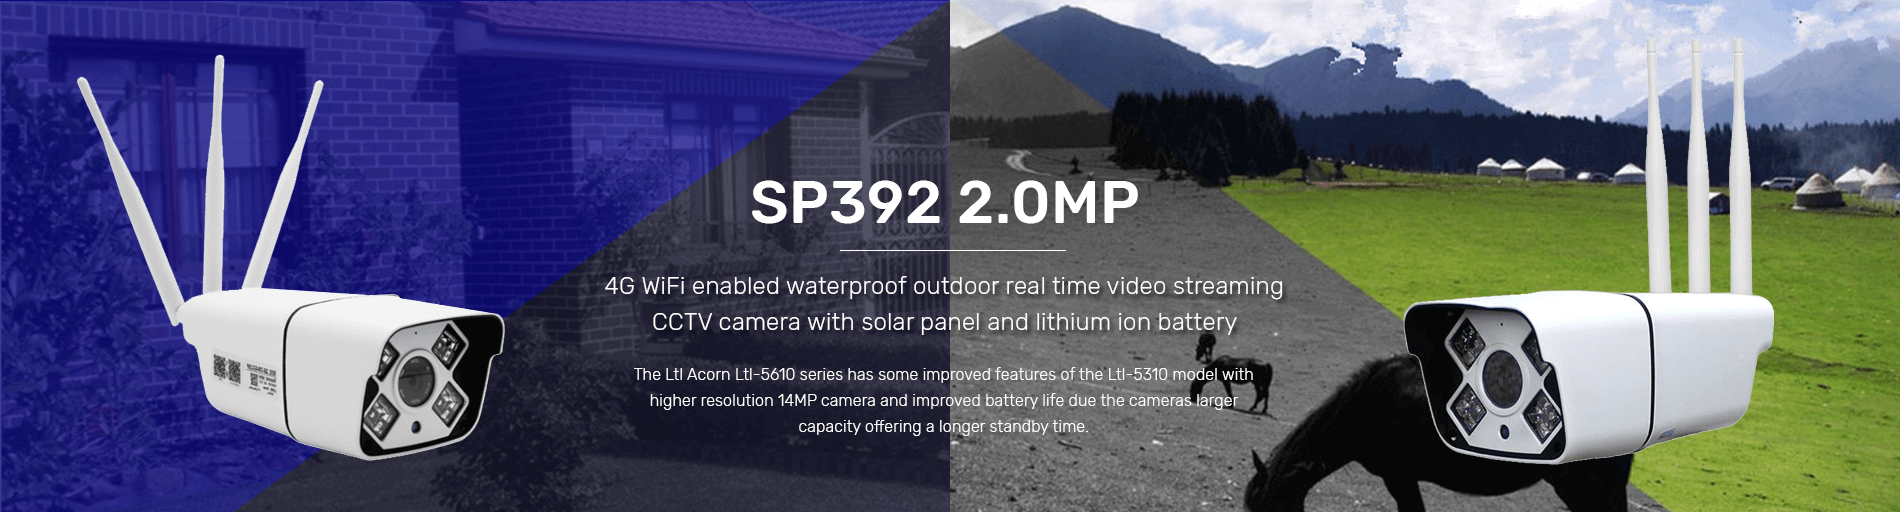 SP392 2.0MP
4G WiFi enabled waterproof outdoor real time video streaming
CCTV camera with solar panel and lithium ion battery
The Ltl Acorn Ltl-5610 series has some improved features of the Ltl-5310 model with
higher resolution 14MP camera and improved battery life due the cameras larger
capacity offering a longer standby time.